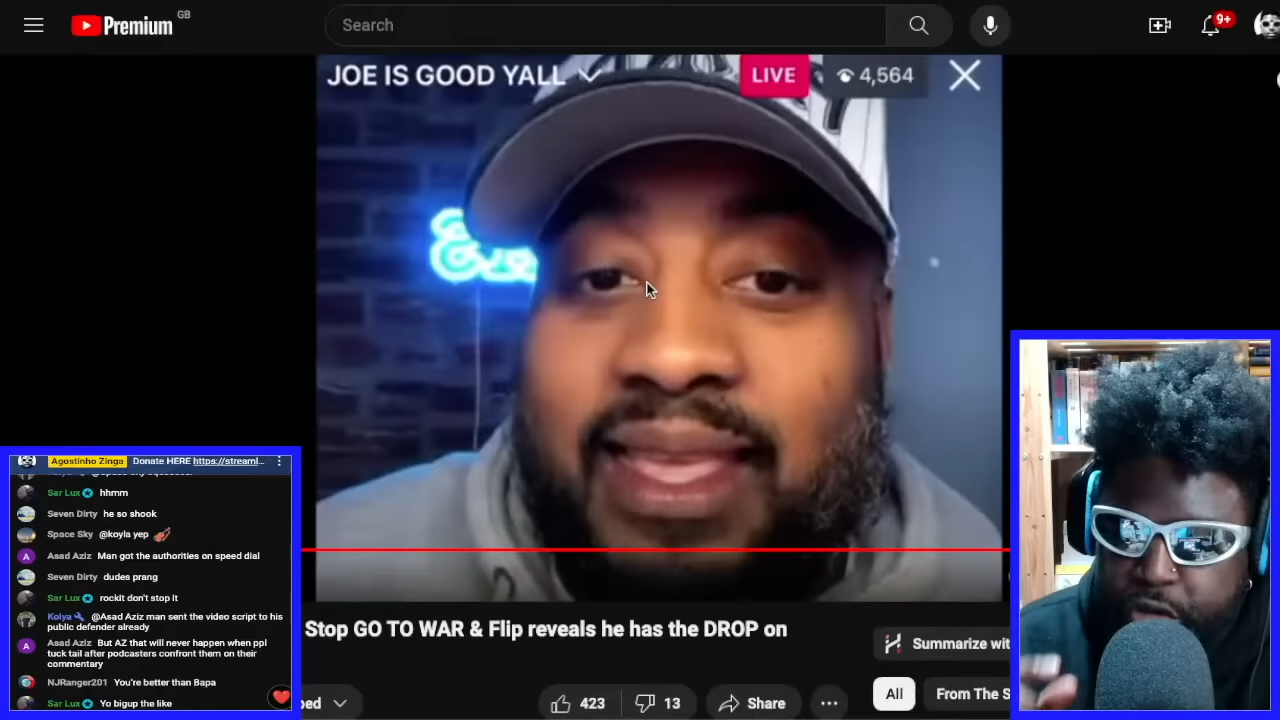 Premium GB
Search
9+
JOE IS GOOD YALL
LIVE
4,564
Agostinho Zinga Donate HERE https://streaml...
Sar Lux hhmm
Seven Dirty he so shook
Space Sky @koyla yep
A Asad Aziz Man got the authorities on speed dial
Seven Dirty dudes prang
Sar Lux rockit don't stop it
Kolya @Asad Aziz man sent the video script to his
public defender already
A Asad Aziz But AZ that will never happen when ppl
tuck tail after podcasters confront them on their
commentary
NJRanger201 You're better than Bapa
Sar Lux Yo bigup the like
Stop GO TO WAR & Flip reveals he has the DROP on
Summarize wit
423
13
Share
All
From The S